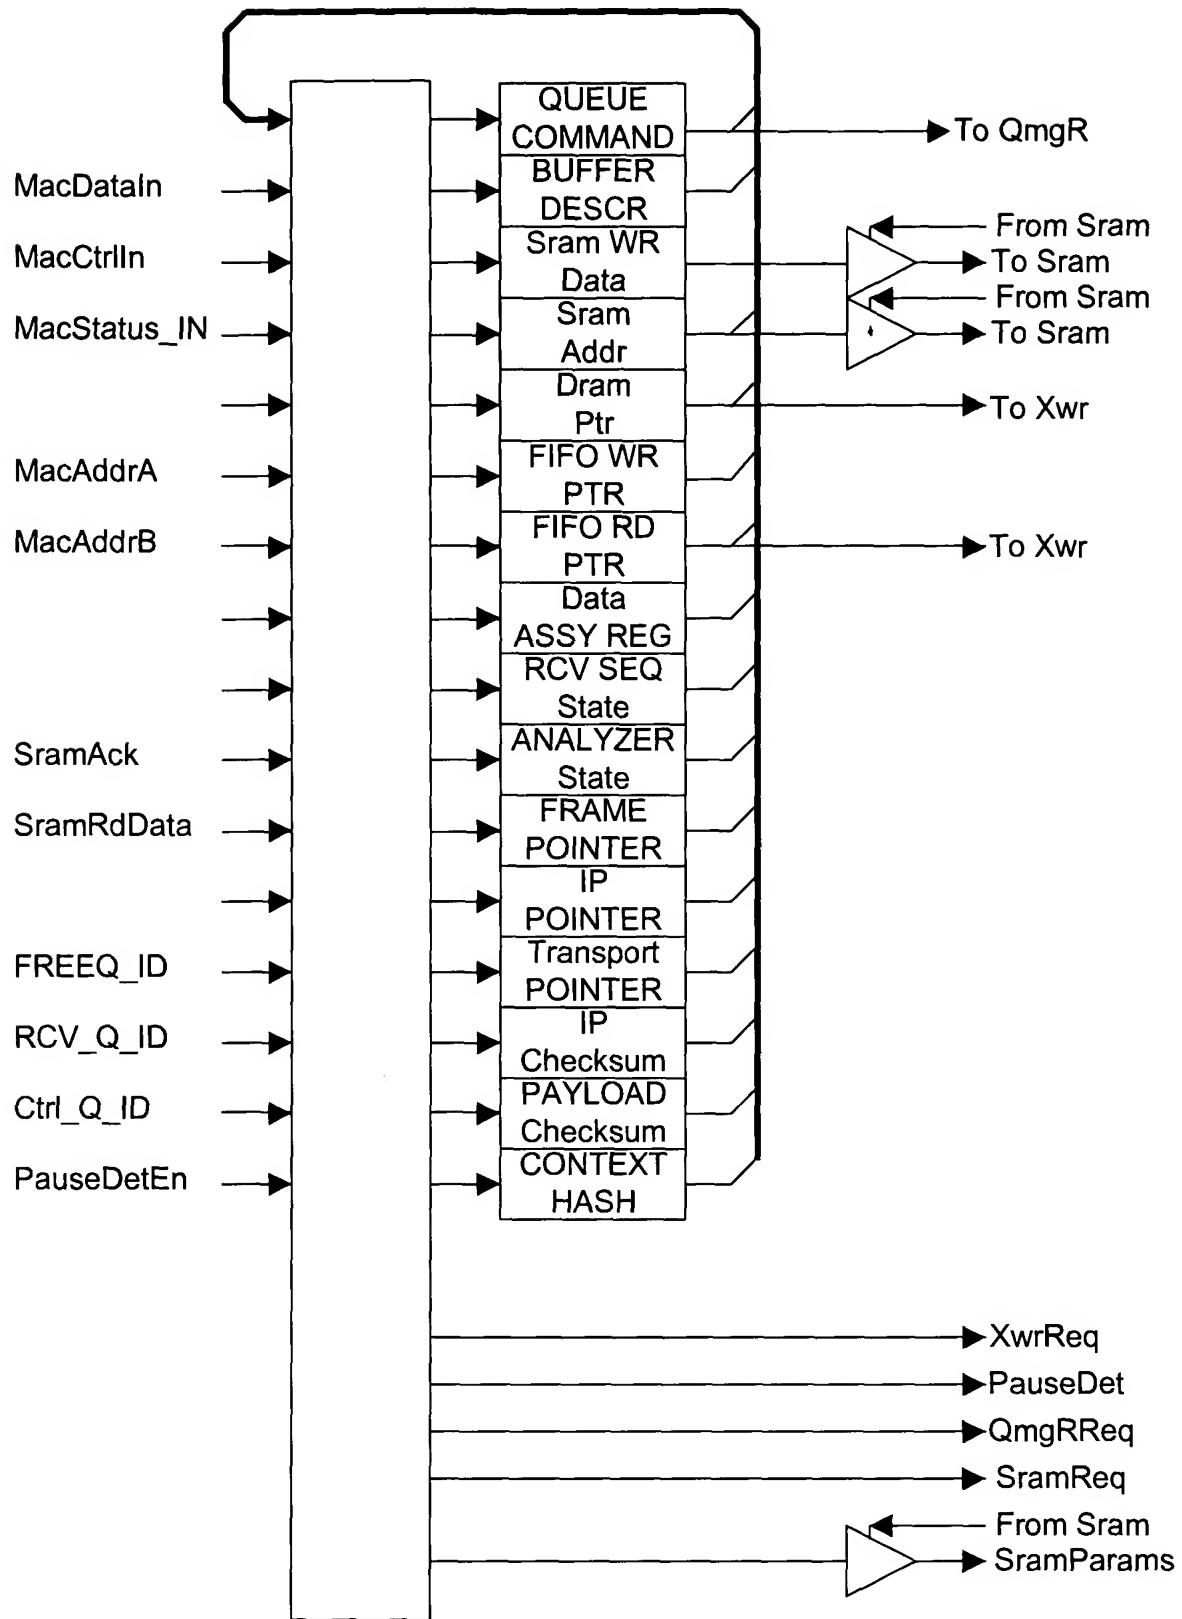 QUEUE
COMMAND
To QmgR
MacDataIn
BUFFER
DESCR
From Sram
MacCtrlIn
Sram WR
Data
To Sram
From Sram
MacStatus_IN
Sram
Addr
To Sram
Dram
Ptr
To Xwr
MacAddrA
FIFO WR
PTR
MacAddrB
FIFO RD
PTR
To Xwr
Data
ASSY REG
RCV SEQ
State
SramAck
ANALYZER
State
SramRdData
FRAME
POINTER
IP
POINTER
FREEQ_ID
Transport
POINTER
RCV_Q_ID
IP
Checksum
Ctrl_Q_ID
PAYLOAD
Checksum
PauseDetEn
CONTEXT
HASH
XwrReq
PauseDet
QmgRReq
SramReq
From Sram
SramParams